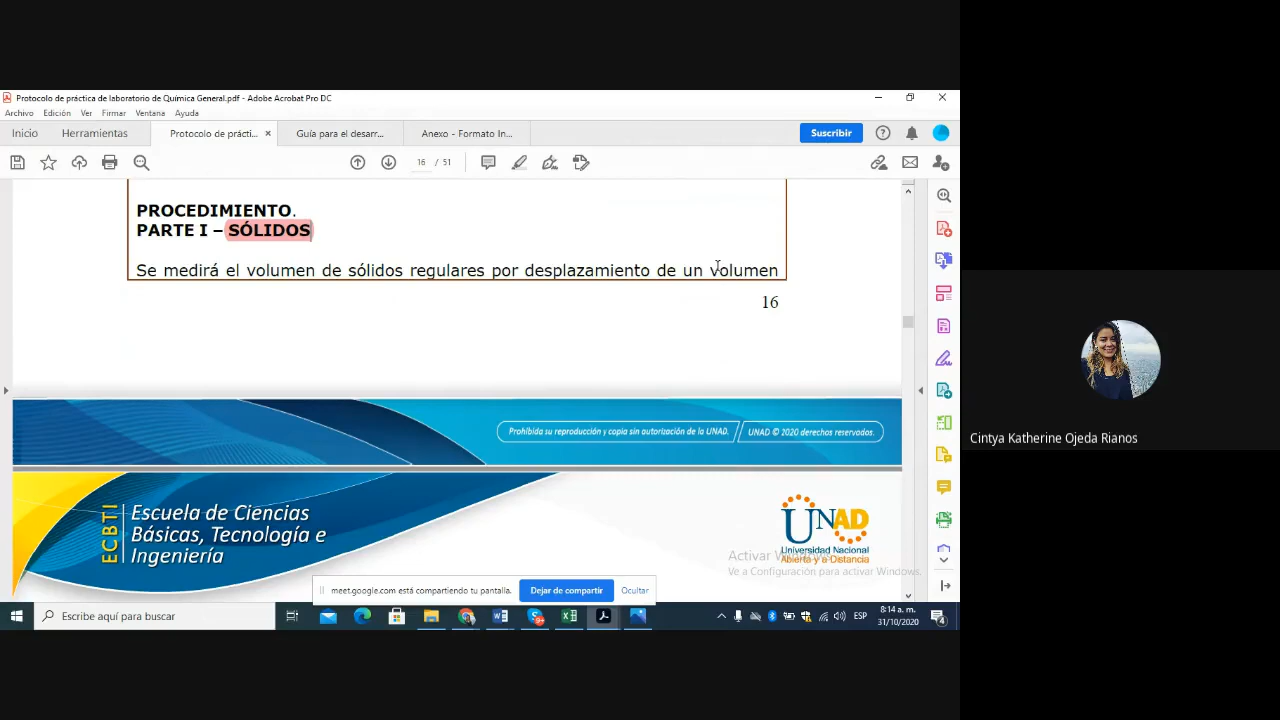 Protocolo de práctica de laboratorio de Química General.pdf - Adobe Acrobat Pro DC
Archivo Edición Ver Firmar Ventana Ayuda
Inicio Herramientas Protocolo de prácti... × Guía para el desarr... Anexo - Formato In... Suscribir
16 / 51
PROCEDIMIENTO.
PARTE I – SÓLIDOS
Se medirá el volumen de sólidos regulares por desplazamiento de un volumen
16
Prohibida su reproducción y copia sin autorización de la UNAD. UNAD © 2020 derechos reservados.
ECBTI
Escuela de Ciencias
Básicas, Tecnología e
Ingeniería
UNAD
Universidad Nacional
Abierta y a Distancia
Activar Windows
Ve a Configuración para activar Windows.
meet.google.com está compartiendo tu pantalla. Dejar de compartir Ocultar
Escribe aquí para buscar
ESP
8:14 a. m.
31/10/2020
4
Cintya Katherine Ojeda Rianos